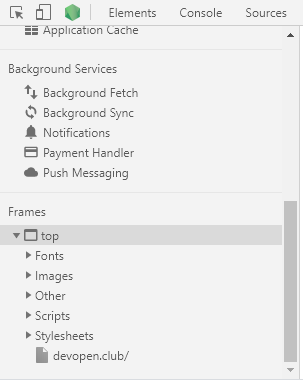 Elements Console Sources
Application Cache
Background Services
Background Fetch
Background Sync
Notifications
Payment Handler
Push Messaging
Frames
top
Fonts
Images
Other
Scripts
Stylesheets
devopen.club/